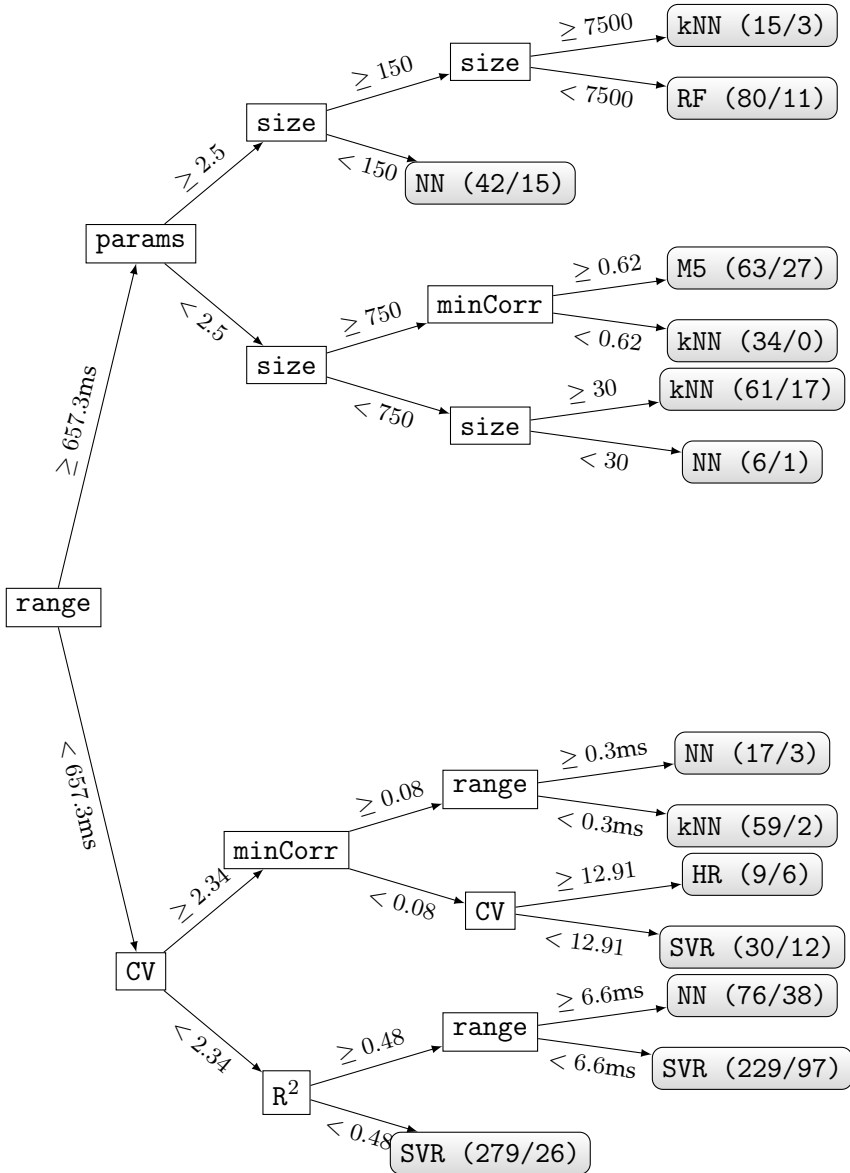 ≥ 7500
kNN (15/3)
size
≥ 150
< 7500
RF (80/11)
size
< 150
NN (42/15)
≥ 2.5
params
≥ 0.62
M5 (63/27)
< 2.5
≥ 750
minCorr
< 0.62
kNN (34/0)
size
≥ 30
kNN (61/17)
< 750
size
< 30
NN (6/1)
≥ 657.3ms
range
< 657.3ms
≥ 0.3ms
NN (17/3)
≥ 0.08
range
< 0.3ms
kNN (59/2)
minCorr
≥ 2.34
≥ 12.91
HR (9/6)
< 0.08
CV
< 12.91
SVR (30/12)
CV
≥ 6.6ms
NN (76/38)
< 2.34
≥ 0.48
range
< 6.6ms
SVR (229/97)
R²
< 0.48
SVR (279/26)